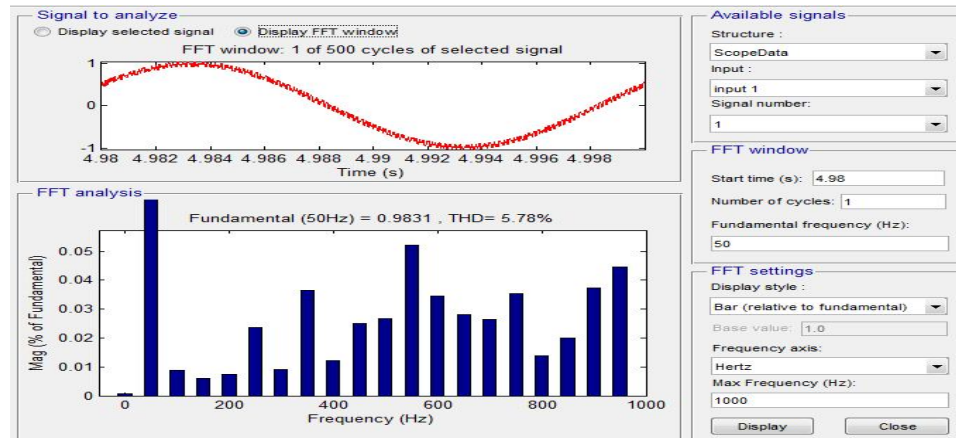 Signal to analyze
Display selected signal Display FFT window
FFT window: 1 of 500 cycles of selected signal
1
0
-1
4.98 4.982 4.984 4.986 4.988 4.99 4.992 4.994 4.996 4.998
Time (s)
FFT analysis
Fundamental (50Hz) = 0.9831 , THD= 5.78%
Mag (% of Fundamental)
0.05
0.04
0.03
0.02
0.01
0
0 200 400 600 800 1000
Frequency (Hz)
Available signals
Structure :
ScopeData
Input :
input 1
Signal number:
1
FFT window
Start time (s): 4.98
Number of cycles: 1
Fundamental frequency (Hz):
50
FFT settings
Display style :
Bar (relative to fundamental)
Base value: 1.0
Frequency axis:
Hertz
Max Frequency (Hz):
1000
Display Close